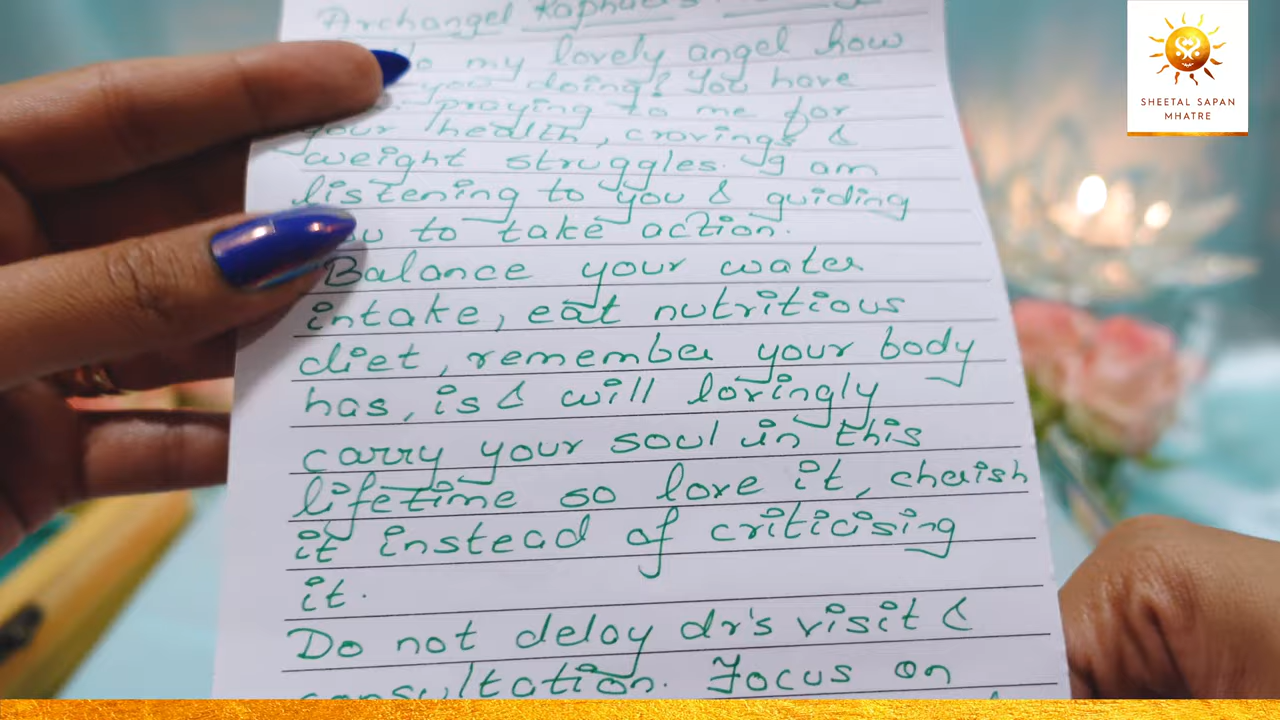 Archangel Raphael's
my lovely angel how
you doing? You have
praying to me for
your health, cravings &
weight struggles. I am
listening to you & guiding
to take action.
Balance your water
intake, eat nutritious
diet, remember your body
has, is & will lovingly
carry your soul in this
lifetime so love it, cherish
it instead of criticising
it.
Do not delay dr's visit &
consultation. Focus on
SHEETAL SAPAN
MHATRE